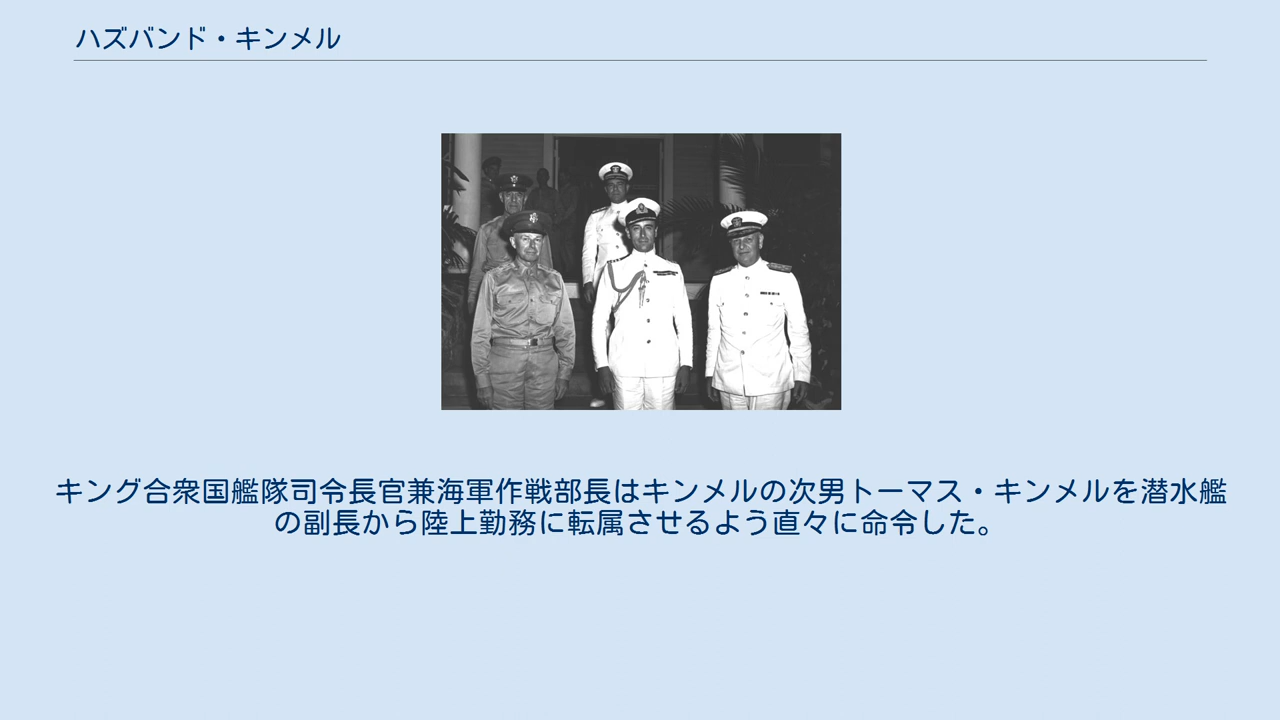 ハズバンド・キンメル
キング合衆国艦隊司令長官兼海軍作戦部長はキンメルの次男トーマス・キンメルを潜水艦
の副長から陸上勤務に転属させるよう直々に命令した。